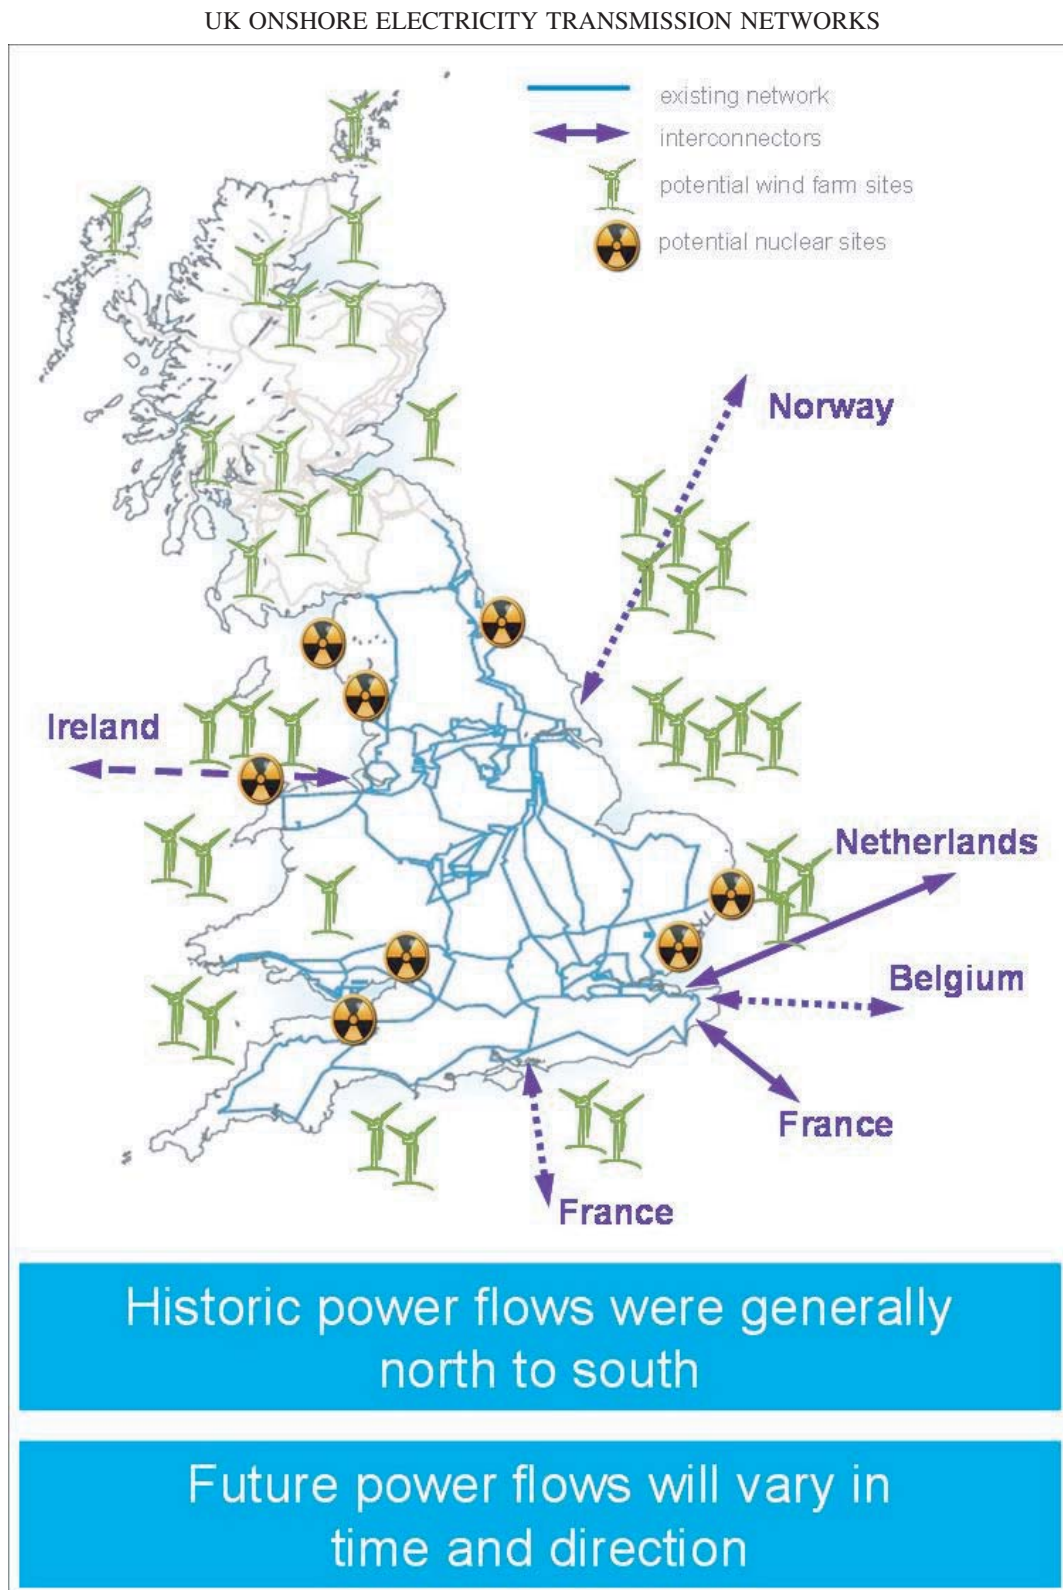 UK ONSHORE ELECTRICITY TRANSMISSION NETWORKS
existing network
interconnectors
potential wind farm sites
potential nuclear sites
Norway
Ireland
Netherlands
Belgium
France
France
Historic power flows were generally
north to south
Future power flows will vary in
time and direction